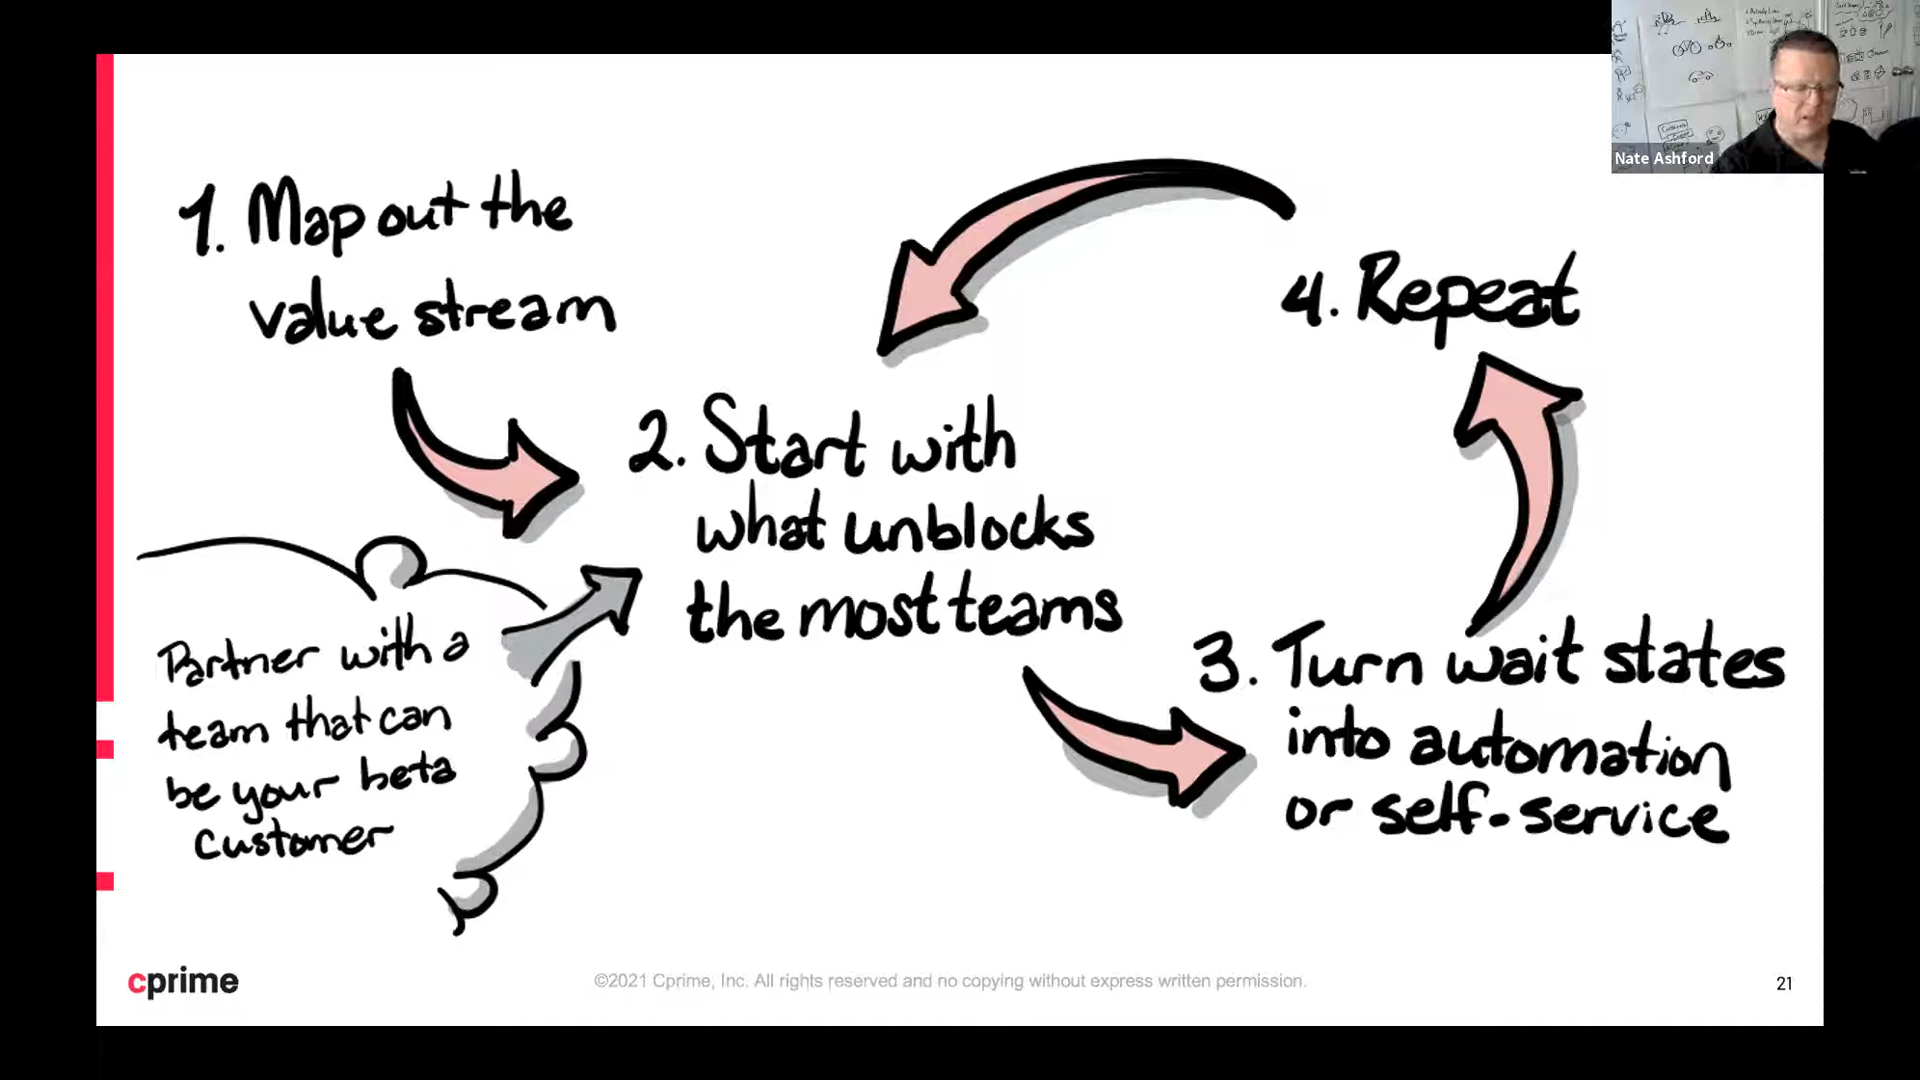 1. Map out the
value stream
2. Start with
what unblocks
the most teams
Partner with a
team that can
be your beta
customer
3. Turn wait states
into automation
or self-service
4. Repeat
Nate Ashford
cprime
©2021 Cprime, Inc. All rights reserved and no copying without express written permission.
21